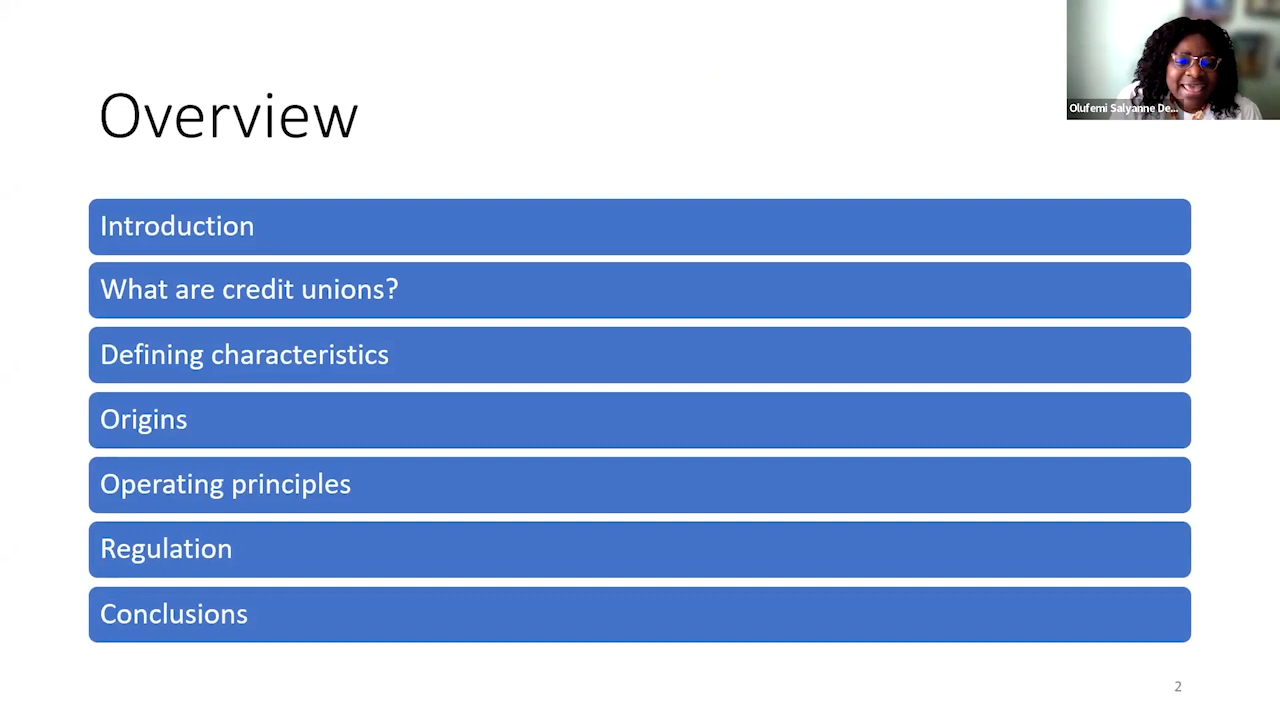 Olufemi Salyanne De...
Overview
Introduction
What are credit unions?
Defining characteristics
Origins
Operating principles
Regulation
Conclusions
2